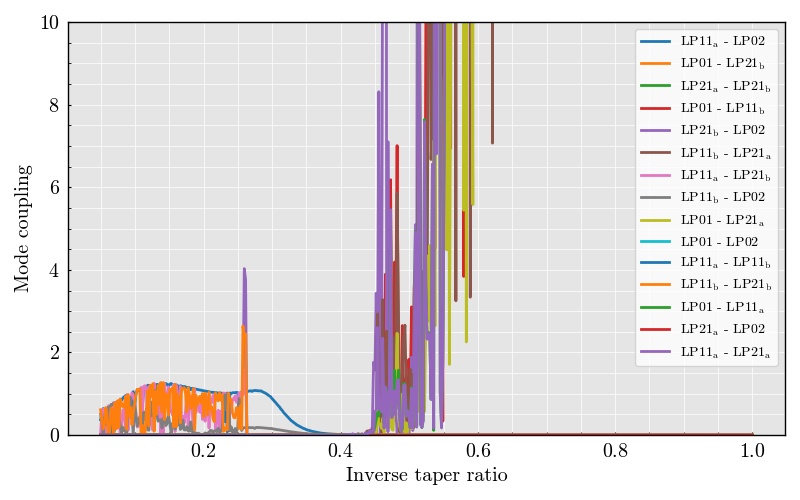 10
8
6
4
2
0
Mode coupling
0.2
0.4
0.6
0.8
1.0
Inverse taper ratio
LP11a - LP02
LP01 - LP21b
LP21a - LP21b
LP01 - LP11b
LP21b - LP02
LP11b - LP21a
LP11a - LP21b
LP11b - LP02
LP01 - LP21a
LP01 - LP02
LP11a - LP11b
LP11b - LP21b
LP01 - LP11a
LP21a - LP02
LP11a - LP21a